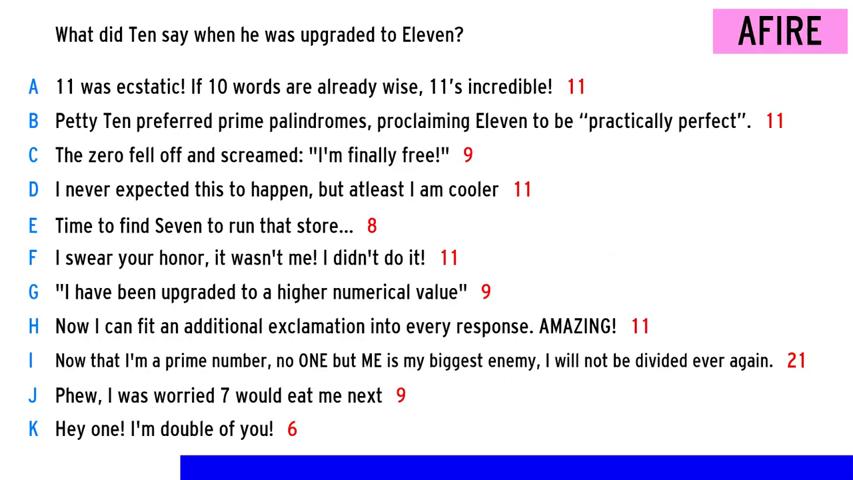 What did Ten say when he was upgraded to Eleven?
AFIRE
A 11 was ecstatic! If 10 words are already wise, 11's incredible! 11
B Petty Ten preferred prime palindromes, proclaiming Eleven to be “practically perfect”. 11
C The zero fell off and screamed: "I'm finally free!" 9
D I never expected this to happen, but atleast I am cooler 11
E Time to find Seven to run that store... 8
F I swear your honor, it wasn't me! I didn't do it! 11
G "I have been upgraded to a higher numerical value" 9
H Now I can fit an additional exclamation into every response. AMAZING! 11
I Now that I'm a prime number, no ONE but ME is my biggest enemy, I will not be divided ever again. 21
J Phew, I was worried 7 would eat me next 9
K Hey one! I'm double of you! 6